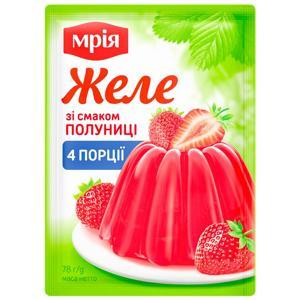 мрія
Желе
зі смаком
ПОЛУНИЦІ
4 ПОРЦІЇ
78 г/g
маса нетто